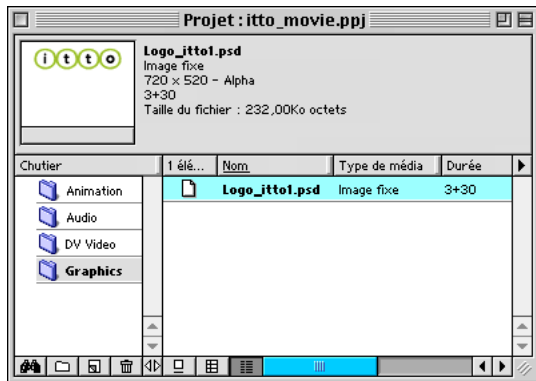 Projet : itto_movie.ppj
itto
Logo_itto1.psd
Image fixe
720 × 520 - Alpha
3+30
Taille du fichier : 232,00Ko octets
Chutier 1 élé... Nom Type de média Durée
Animation
Audio
DV Video
Graphics
Logo_itto1.psd Image fixe 3+30